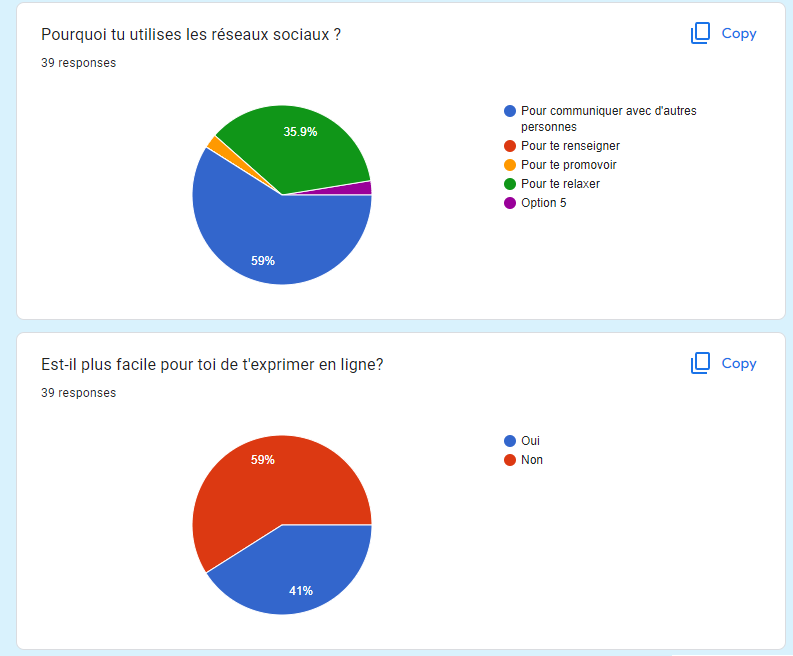 Pourquoi tu utilises les réseaux sociaux ?
Copy
39 responses
35.9%
59%
Pour communiquer avec d'autres
personnes
Pour te renseigner
Pour te promovoir
Pour te relaxer
Option 5
Est-il plus facile pour toi de t'exprimer en ligne?
Copy
39 responses
59%
41%
Oui
Non